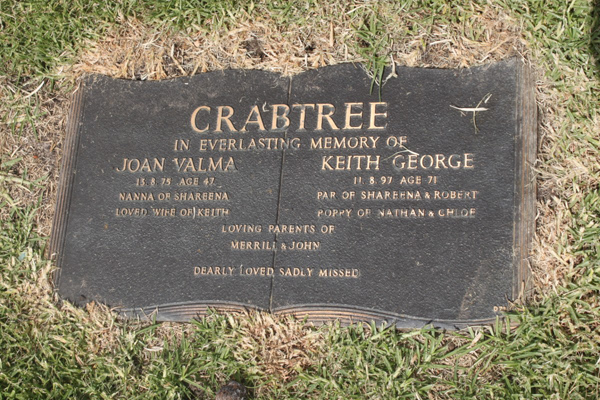 CRABTREE
IN EVERLASTING MEMORY OF
JOAN VALMA
13.8.75 AGE 47
NANNA OF SHAREENA
LOVED WIFE OF KEITH
KEITH GEORGE
11.8.97 AGE 71
PAR OF SHAREENA & ROBERT
POPPY OF NATHAN & CHLOE
LOVING PARENTS OF
MERRILL & JOHN
DEARLY LOVED SADLY MISSED